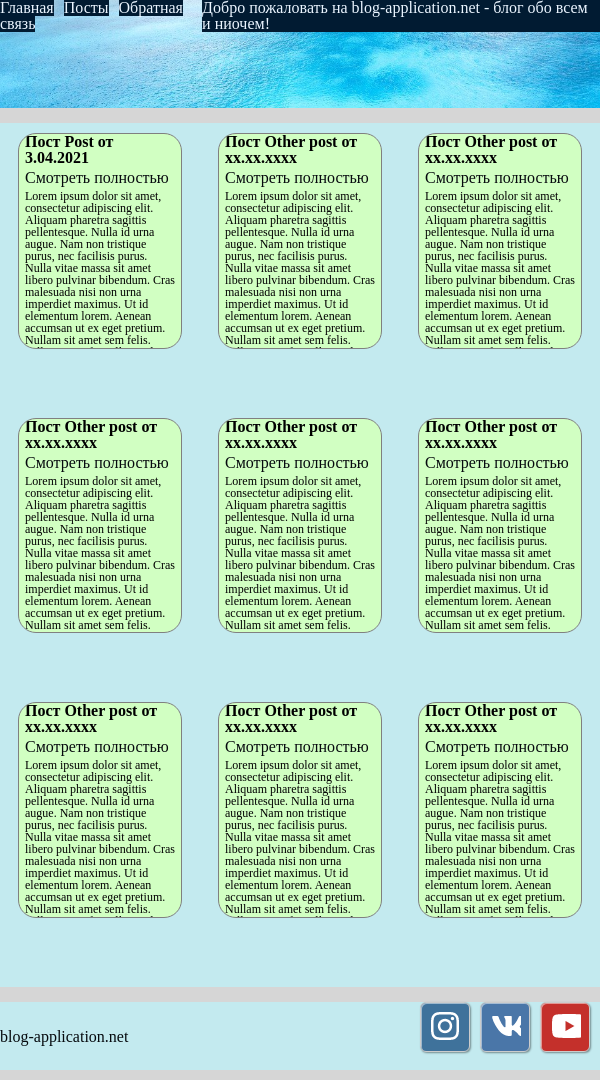 Главная Посты Обратная
связь
Добро пожаловать на blog-application.net - блог обо всем
и ниочем!
Пост Post от
3.04.2021
Смотреть полностью
Lorem ipsum dolor sit amet,
consectetur adipiscing elit.
Aliquam pharetra sagittis
pellentesque. Nulla id urna
augue. Nam non tristique
purus, nec facilisis purus.
Nulla vitae massa sit amet
libero pulvinar bibendum. Cras
malesuada nisi non urna
imperdiet maximus. Ut id
elementum lorem. Aenean
accumsan ut ex eget pretium.
Nullam sit amet sem felis.
Пост Other post от
xx.xx.xxxx
Смотреть полностью
Lorem ipsum dolor sit amet,
consectetur adipiscing elit.
Aliquam pharetra sagittis
pellentesque. Nulla id urna
augue. Nam non tristique
purus, nec facilisis purus.
Nulla vitae massa sit amet
libero pulvinar bibendum. Cras
malesuada nisi non urna
imperdiet maximus. Ut id
elementum lorem. Aenean
accumsan ut ex eget pretium.
Nullam sit amet sem felis.
Пост Other post от
xx.xx.xxxx
Смотреть полностью
Lorem ipsum dolor sit amet,
consectetur adipiscing elit.
Aliquam pharetra sagittis
pellentesque. Nulla id urna
augue. Nam non tristique
purus, nec facilisis purus.
Nulla vitae massa sit amet
libero pulvinar bibendum. Cras
malesuada nisi non urna
imperdiet maximus. Ut id
elementum lorem. Aenean
accumsan ut ex eget pretium.
Nullam sit amet sem felis.
Пост Other post от
xx.xx.xxxx
Смотреть полностью
Lorem ipsum dolor sit amet,
consectetur adipiscing elit.
Aliquam pharetra sagittis
pellentesque. Nulla id urna
augue. Nam non tristique
purus, nec facilisis purus.
Nulla vitae massa sit amet
libero pulvinar bibendum. Cras
malesuada nisi non urna
imperdiet maximus. Ut id
elementum lorem. Aenean
accumsan ut ex eget pretium.
Nullam sit amet sem felis.
Пост Other post от
xx.xx.xxxx
Смотреть полностью
Lorem ipsum dolor sit amet,
consectetur adipiscing elit.
Aliquam pharetra sagittis
pellentesque. Nulla id urna
augue. Nam non tristique
purus, nec facilisis purus.
Nulla vitae massa sit amet
libero pulvinar bibendum. Cras
malesuada nisi non urna
imperdiet maximus. Ut id
elementum lorem. Aenean
accumsan ut ex eget pretium.
Nullam sit amet sem felis.
Пост Other post от
xx.xx.xxxx
Смотреть полностью
Lorem ipsum dolor sit amet,
consectetur adipiscing elit.
Aliquam pharetra sagittis
pellentesque. Nulla id urna
augue. Nam non tristique
purus, nec facilisis purus.
Nulla vitae massa sit amet
libero pulvinar bibendum. Cras
malesuada nisi non urna
imperdiet maximus. Ut id
elementum lorem. Aenean
accumsan ut ex eget pretium.
Nullam sit amet sem felis.
Пост Other post от
xx.xx.xxxx
Смотреть полностью
Lorem ipsum dolor sit amet,
consectetur adipiscing elit.
Aliquam pharetra sagittis
pellentesque. Nulla id urna
augue. Nam non tristique
purus, nec facilisis purus.
Nulla vitae massa sit amet
libero pulvinar bibendum. Cras
malesuada nisi non urna
imperdiet maximus. Ut id
elementum lorem. Aenean
accumsan ut ex eget pretium.
Nullam sit amet sem felis.
Пост Other post от
xx.xx.xxxx
Смотреть полностью
Lorem ipsum dolor sit amet,
consectetur adipiscing elit.
Aliquam pharetra sagittis
pellentesque. Nulla id urna
augue. Nam non tristique
purus, nec facilisis purus.
Nulla vitae massa sit amet
libero pulvinar bibendum. Cras
malesuada nisi non urna
imperdiet maximus. Ut id
elementum lorem. Aenean
accumsan ut ex eget pretium.
Nullam sit amet sem felis.
Пост Other post от
xx.xx.xxxx
Смотреть полностью
Lorem ipsum dolor sit amet,
consectetur adipiscing elit.
Aliquam pharetra sagittis
pellentesque. Nulla id urna
augue. Nam non tristique
purus, nec facilisis purus.
Nulla vitae massa sit amet
libero pulvinar bibendum. Cras
malesuada nisi non urna
imperdiet maximus. Ut id
elementum lorem. Aenean
accumsan ut ex eget pretium.
Nullam sit amet sem felis.
blog-application.net